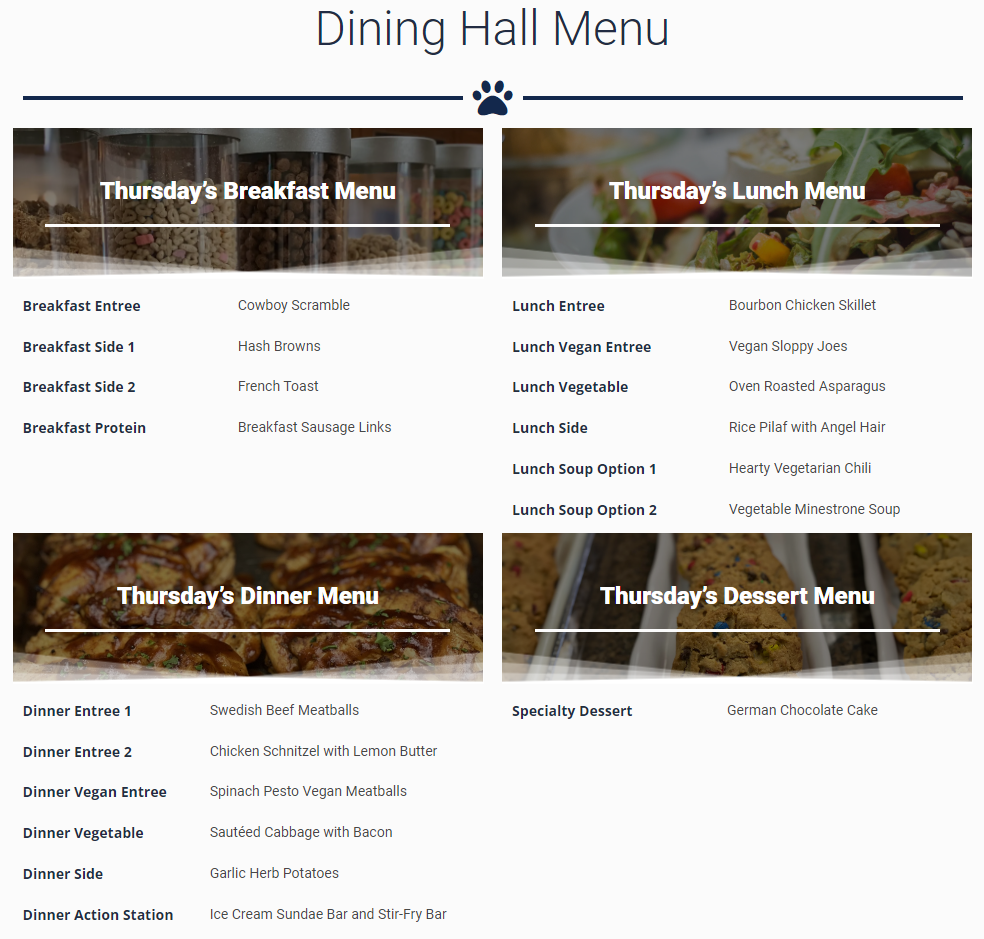 Dining Hall Menu
Thursday’s Breakfast Menu
Breakfast Entree Cowboy Scramble
Breakfast Side 1 Hash Browns
Breakfast Side 2 French Toast
Breakfast Protein Breakfast Sausage Links
Thursday’s Lunch Menu
Lunch Entree Bourbon Chicken Skillet
Lunch Vegan Entree Vegan Sloppy Joes
Lunch Vegetable Oven Roasted Asparagus
Lunch Side Rice Pilaf with Angel Hair
Lunch Soup Option 1 Hearty Vegetarian Chili
Lunch Soup Option 2 Vegetable Minestrone Soup
Thursday’s Dinner Menu
Dinner Entree 1 Swedish Beef Meatballs
Dinner Entree 2 Chicken Schnitzel with Lemon Butter
Dinner Vegan Entree Spinach Pesto Vegan Meatballs
Dinner Vegetable Sautéed Cabbage with Bacon
Dinner Side Garlic Herb Potatoes
Dinner Action Station Ice Cream Sundae Bar and Stir-Fry Bar
Thursday’s Dessert Menu
Specialty Dessert German Chocolate Cake